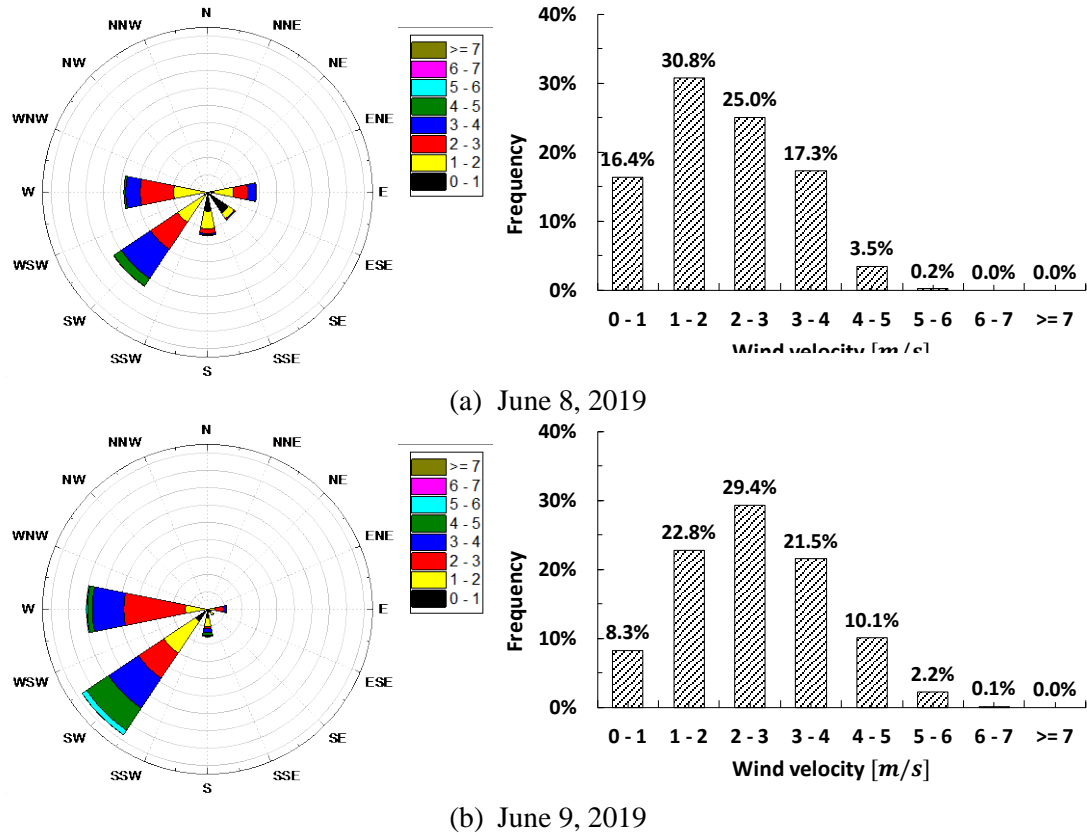 N
NNW
NNE
NW
NE
WNW
ENE
W
E
WSW
ESE
SW
SE
SSW
SSE
S
>= 7
6 - 7
5 - 6
4 - 5
3 - 4
2 - 3
1 - 2
0 - 1
Frequency
40%
30%
20%
10%
0%
16.4%
30.8%
25.0%
17.3%
3.5%
0.2%
0.0%
0.0%
0 - 1 1 - 2 2 - 3 3 - 4 4 - 5 5 - 6 6 - 7 >= 7
Wind velocity [m/s]
(a) June 8, 2019
N
NNW
NNE
NW
NE
WNW
ENE
W
E
WSW
ESE
SW
SE
SSW
SSE
S
>= 7
6 - 7
5 - 6
4 - 5
3 - 4
2 - 3
1 - 2
0 - 1
Frequency
40%
30%
20%
10%
0%
8.3%
22.8%
29.4%
21.5%
10.1%
2.2%
0.1%
0.0%
0 - 1 1 - 2 2 - 3 3 - 4 4 - 5 5 - 6 6 - 7 >= 7
Wind velocity [m/s]
(b) June 9, 2019